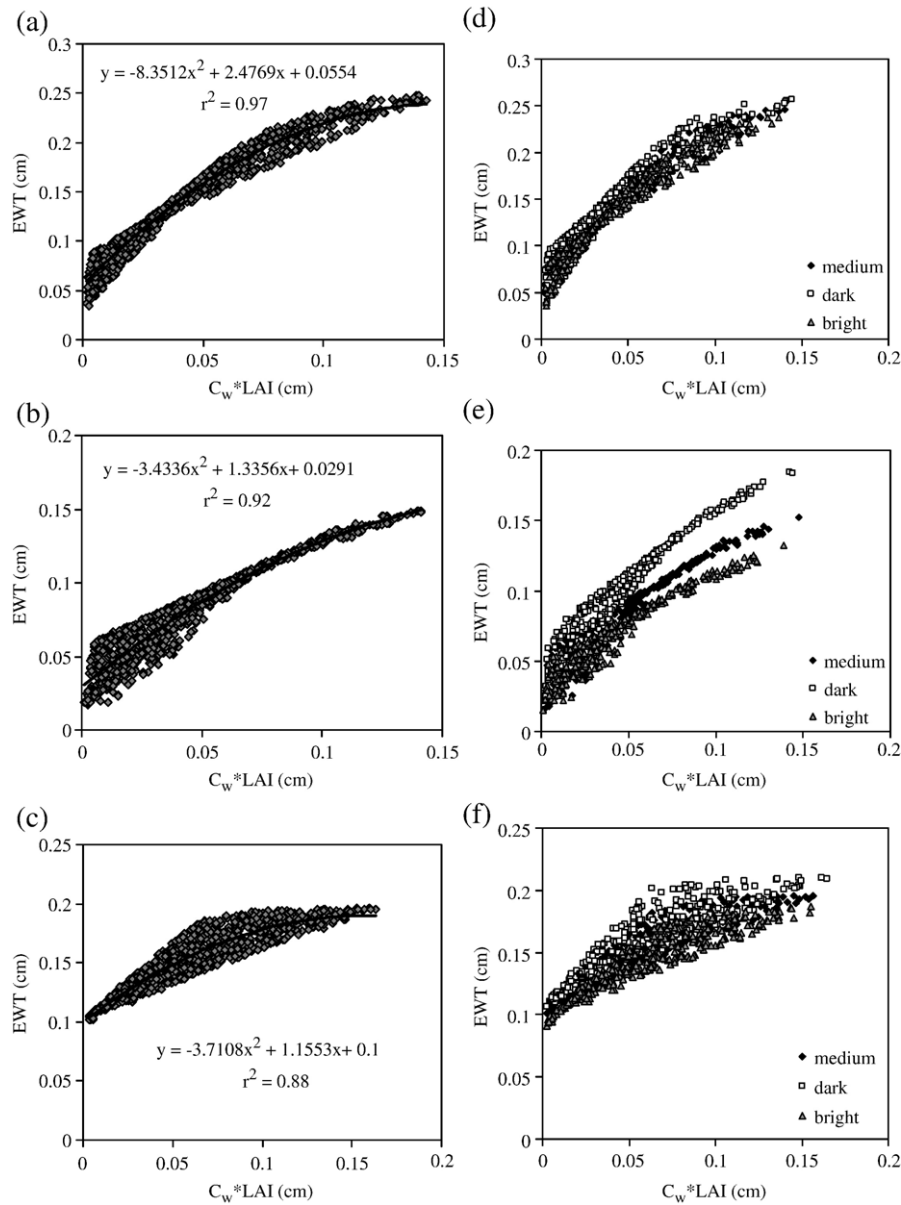 (a)
0.3
0.25
0.2
0.15
0.1
0.05
0
EWT (cm)
y = -8.3512x² + 2.4769x + 0.0554
r² = 0.97
0
0.05
0.1
0.15
C_w*LAI (cm)
(d)
0.3
0.25
0.2
0.15
0.1
0.05
0
EWT (cm)
medium
dark
bright
0
0.05
0.1
0.15
0.2
C_w*LAI (cm)
(b)
0.2
0.15
0.1
0.05
0
EWT (cm)
y = -3.4336x² + 1.3356x+ 0.0291
r² = 0.92
0
0.05
0.1
0.15
C_w*LAI (cm)
(e)
0.2
0.15
0.1
0.05
0
EWT (cm)
medium
dark
bright
0
0.05
0.1
0.15
0.2
C_w*LAI (cm)
(c)
0.25
0.2
0.15
0.1
0.05
0
EWT (cm)
y = -3.7108x² + 1.1553x+ 0.1
r² = 0.88
0
0.05
0.1
0.15
0.2
C_w*LAI (cm)
(f)
0.25
0.2
0.15
0.1
0.05
0
EWT (cm)
medium
dark
bright
0
0.05
0.1
0.15
0.2
C_w*LAI (cm)